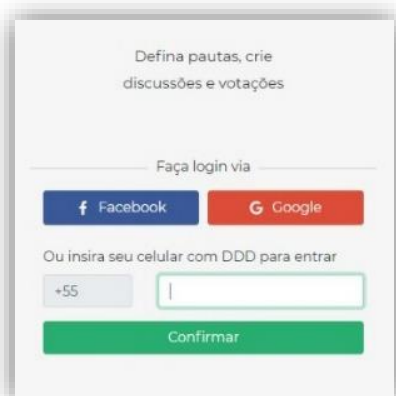 Defina pautas, crie
discussões e votações
Faça login via
Facebook
Google
Ou insira seu celular com DDD para entrar
+55
Confirmar